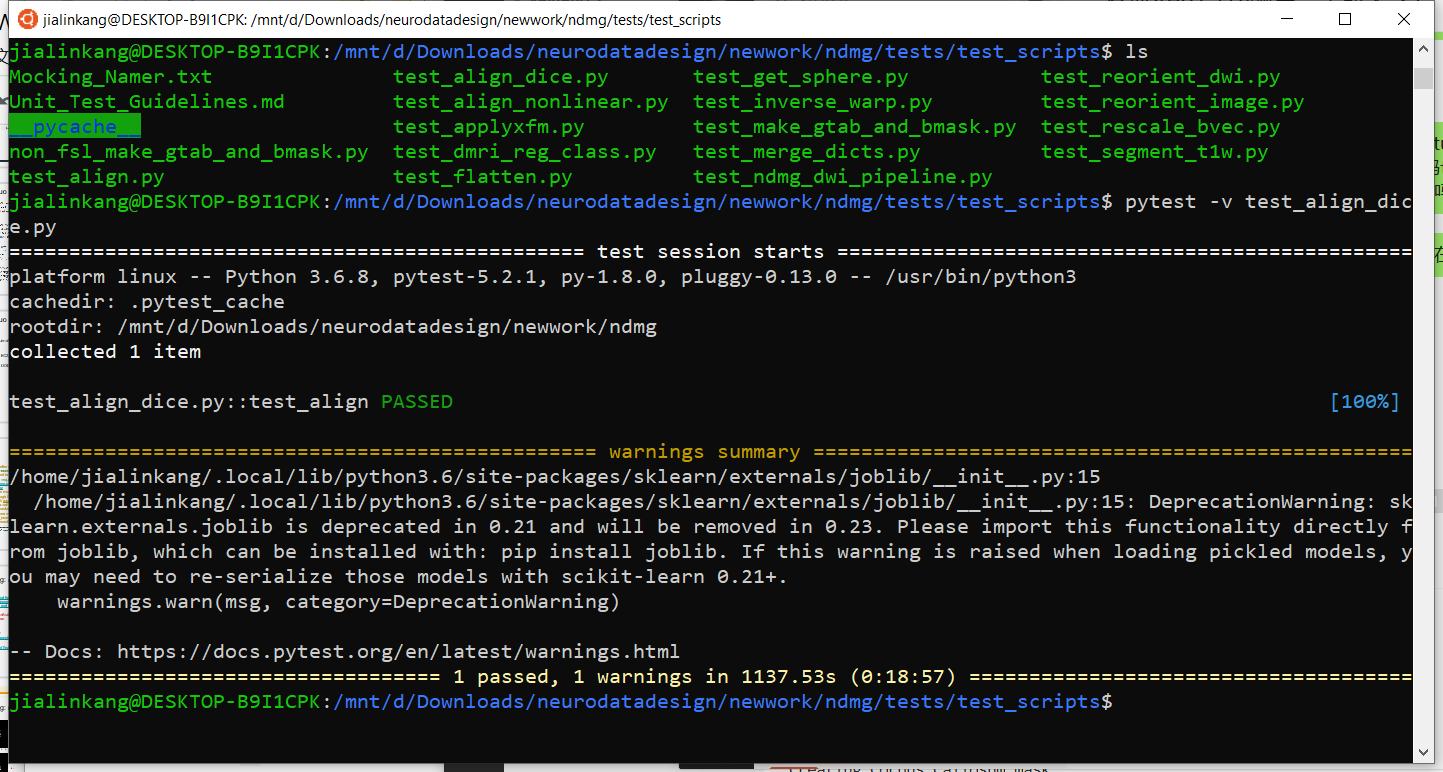 jialinkang@DESKTOP-B9I1CPK: /mnt/d/Downloads/neurodatadesign/newwork/ndmg/tests/test_scripts
jialinkang@DESKTOP-B9I1CPK:/mnt/d/Downloads/neurodatadesign/newwork/ndmg/tests/test_scripts$ ls
Mocking_Namer.txt test_align_dice.py test_get_sphere.py test_reorient_dwi.py
Unit_Test_Guidelines.md test_align_nonlinear.py test_inverse_warp.py test_reorient_image.py
__pycache__ test_applyxfm.py test_make_gtab_and_bmask.py test_rescale_bvec.py
non_fsl_make_gtab_and_bmask.py test_dmri_reg_class.py test_merge_dicts.py test_segment_t1w.py
test_align.py test_flatten.py test_ndmg_dwi_pipeline.py
jialinkang@DESKTOP-B9I1CPK:/mnt/d/Downloads/neurodatadesign/newwork/ndmg/tests/test_scripts$ pytest -v test_align_dic
e.py
================================================ test session starts ================================================
platform linux -- Python 3.6.8, pytest-5.2.1, py-1.8.0, pluggy-0.13.0 -- /usr/bin/python3
cachedir: .pytest_cache
rootdir: /mnt/d/Downloads/neurodatadesign/newwork/ndmg
collected 1 item
test_align_dice.py::test_align PASSED [100%]
================================================= warnings summary ==================================================
/home/jialinkang/.local/lib/python3.6/site-packages/sklearn/externals/joblib/__init__.py:15
/home/jialinkang/.local/lib/python3.6/site-packages/sklearn/externals/joblib/__init__.py:15: DeprecationWarning: sk
learn.externals.joblib is deprecated in 0.21 and will be removed in 0.23. Please import this functionality directly f
rom joblib, which can be installed with: pip install joblib. If this warning is raised when loading pickled models, y
ou may need to re-serialize those models with scikit-learn 0.21+.
warnings.warn(msg, category=DeprecationWarning)
-- Docs: https://docs.pytest.org/en/latest/warnings.html
==================================== 1 passed, 1 warnings in 1137.53s (0:18:57) =====================================
jialinkang@DESKTOP-B9I1CPK:/mnt/d/Downloads/neurodatadesign/newwork/ndmg/tests/test_scripts$